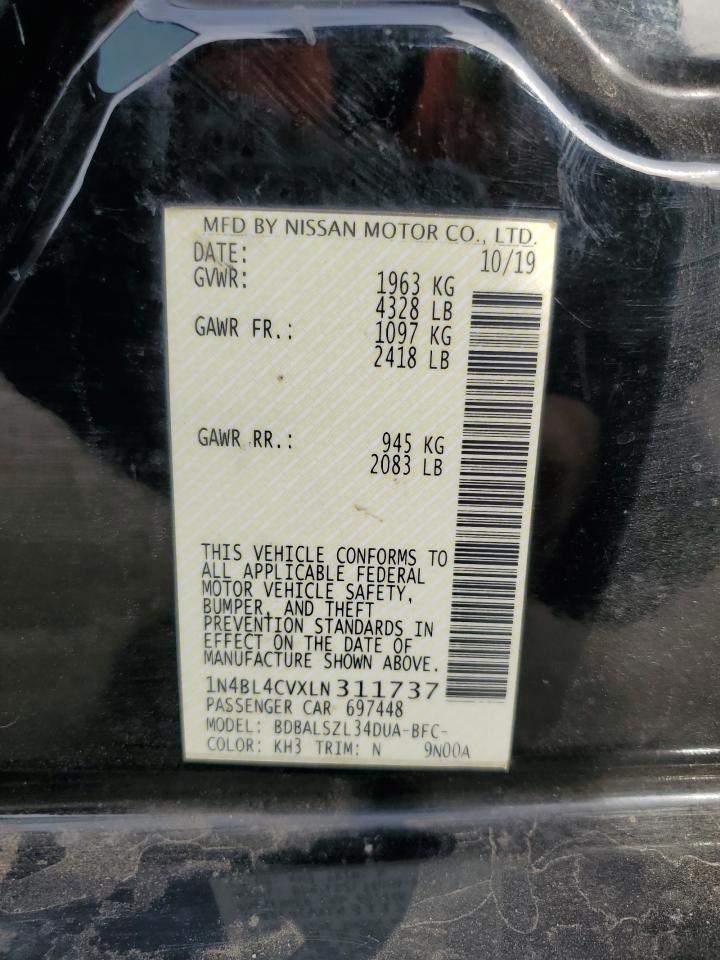 MFD BY NISSAN MOTOR CO., LTD.
DATE: 10/19
GVWR: 1963 KG
4328 LB
GAWR FR.: 1097 KG
2418 LB
GAWR RR.: 945 KG
2083 LB
THIS VEHICLE CONFORMS TO
ALL APPLICABLE FEDERAL
MOTOR VEHICLE SAFETY,
BUMPER, AND THEFT
PREVENTION STANDARDS IN
EFFECT ON THE DATE OF
MANUFACTURE SHOWN ABOVE.
1N4BL4CVXLN311737
PASSENGER CAR 697448
MODEL: BDBALSZL34DUA-BFC-
COLOR: KH3 TRIM: N 9N00A